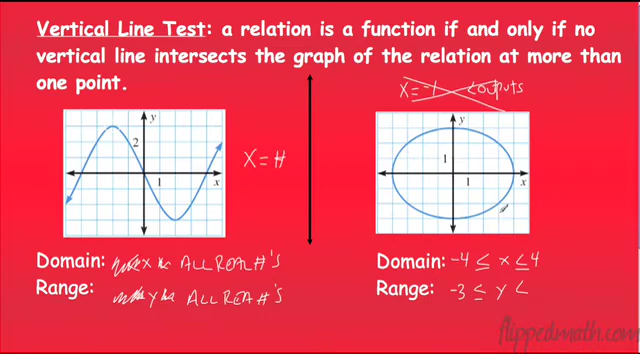 Vertical Line Test: a relation is a function if and only if no
vertical line intersects the graph of the relation at more than
one point.
x = -1 outputs
y
2
1
x
X = #
y
1
1
x
Domain: x ALL REAL #'S
Range: y ALL REAL #'S
Domain: -4 ≤ x ≤ 4
Range: -3 ≤ y <
flippedmath.com